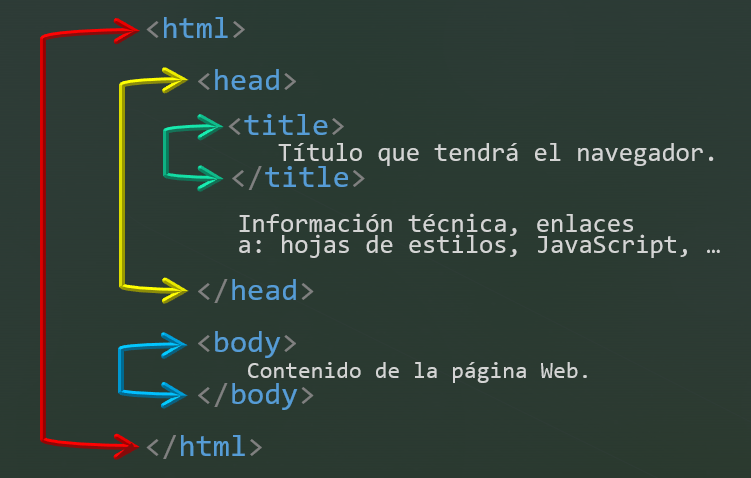 <html>
<head>
<title>
Título que tendrá el navegador.
</title>
Información técnica, enlaces
a: hojas de estilos, JavaScript, …
</head>
<body>
Contenido de la página Web.
</body>
</html>